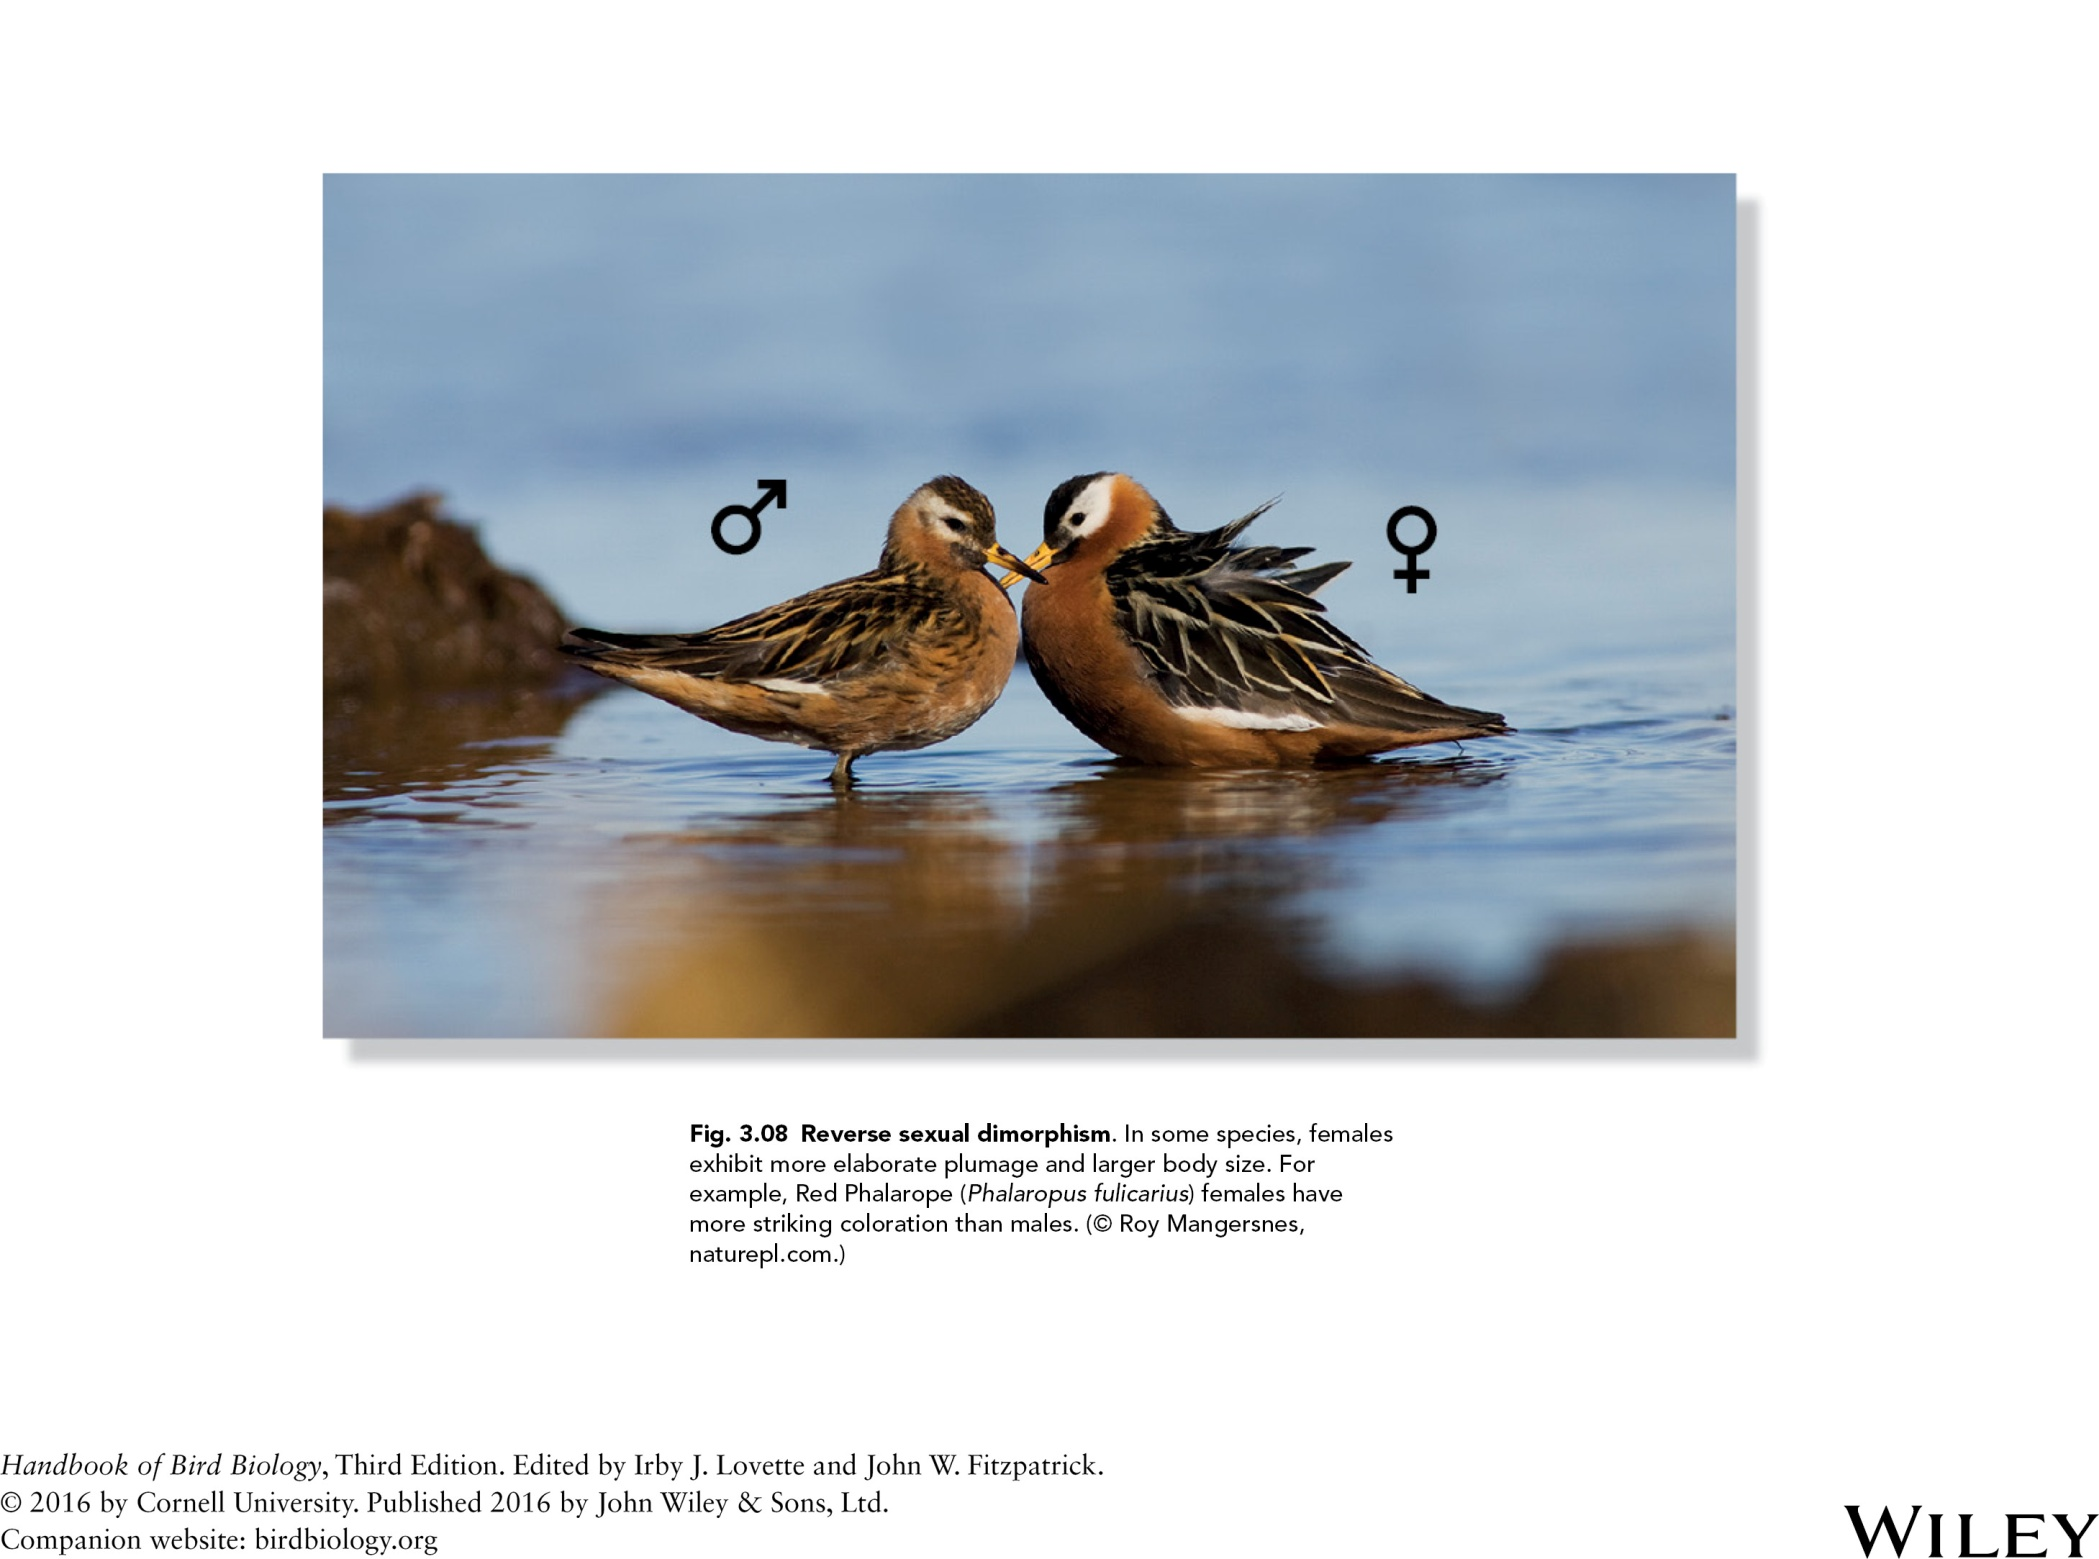 ♂
♀
Fig. 3.08 Reverse sexual dimorphism. In some species, females
exhibit more elaborate plumage and larger body size. For
example, Red Phalarope (Phalaropus fulicarius) females have
more striking coloration than males. (© Roy Mangersnes,
naturepl.com.)
Handbook of Bird Biology, Third Edition. Edited by Irby J. Lovette and John W. Fitzpatrick.
© 2016 by Cornell University. Published 2016 by John Wiley & Sons, Ltd.
Companion website: birdbiology.org
WILEY